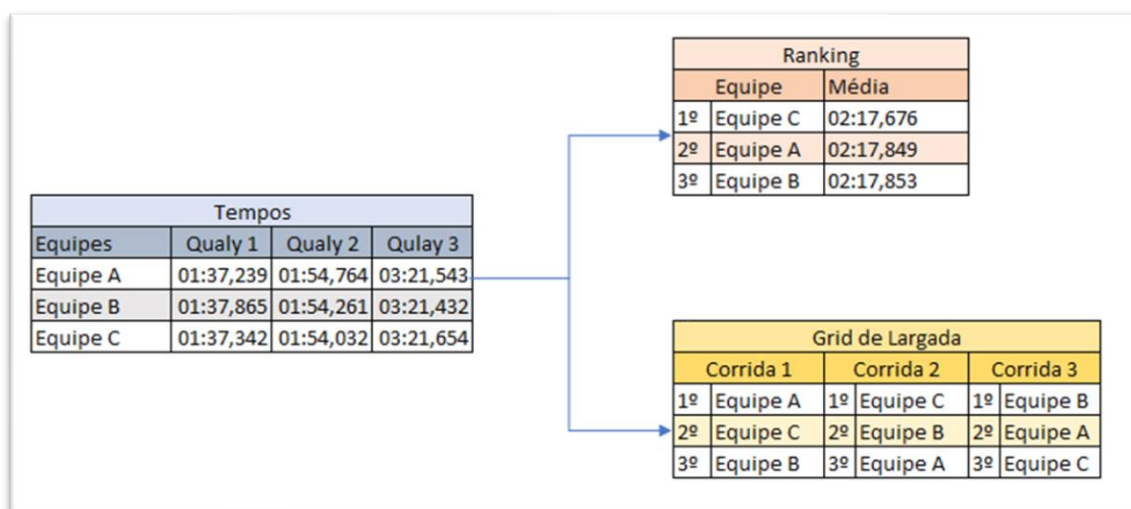 Tempos
Equipes Qualy 1 Qualy 2 Qulay 3
Equipe A 01:37,239 01:54,764 03:21,543
Equipe B 01:37,865 01:54,261 03:21,432
Equipe C 01:37,342 01:54,032 03:21,654
Ranking
Equipe Média
1º Equipe C 02:17,676
2º Equipe A 02:17,849
3º Equipe B 02:17,853
Grid de Largada
Corrida 1 Corrida 2 Corrida 3
1º Equipe A 1º Equipe C 1º Equipe B
2º Equipe C 2º Equipe B 2º Equipe A
3º Equipe B 3º Equipe A 3º Equipe C